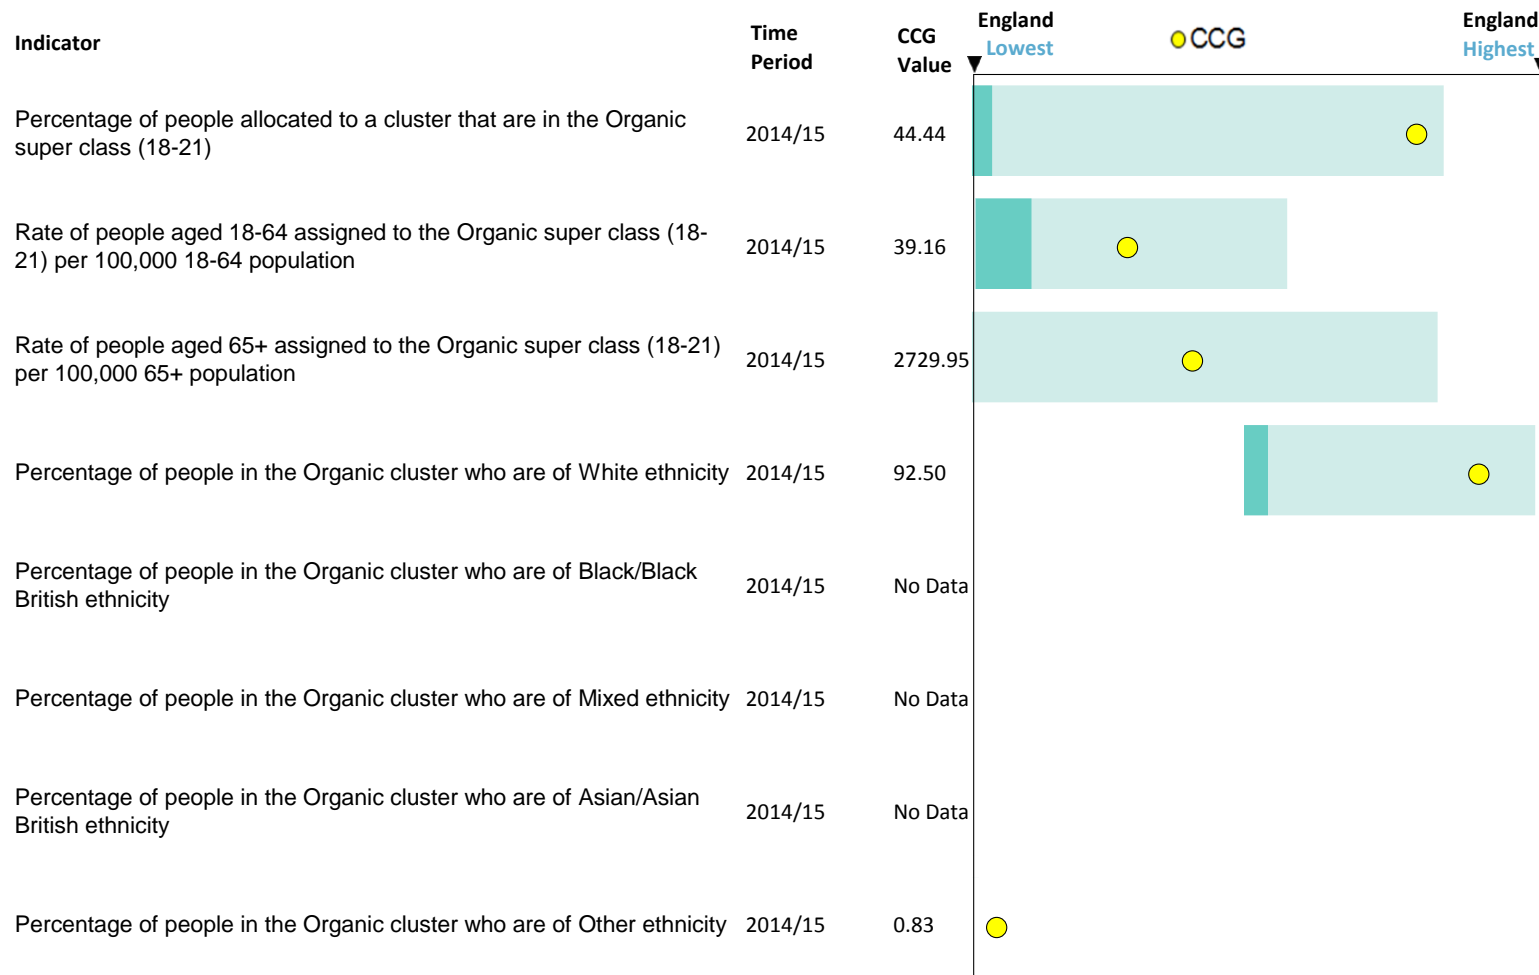 Indicator
Time
Period
CCG
Value
England
Lowest
CCG
England
Highest
Percentage of people allocated to a cluster that are in the Organic
super class (18-21)
2014/15
44.44
Rate of people aged 18-64 assigned to the Organic super class (18-
21) per 100,000 18-64 population
2014/15
39.16
Rate of people aged 65+ assigned to the Organic super class (18-21)
per 100,000 65+ population
2014/15
2729.95
Percentage of people in the Organic cluster who are of White ethnicity
2014/15
92.50
Percentage of people in the Organic cluster who are of Black/Black
British ethnicity
2014/15
No Data
Percentage of people in the Organic cluster who are of Mixed ethnicity
2014/15
No Data
Percentage of people in the Organic cluster who are of Asian/Asian
British ethnicity
2014/15
No Data
Percentage of people in the Organic cluster who are of Other ethnicity
2014/15
0.83